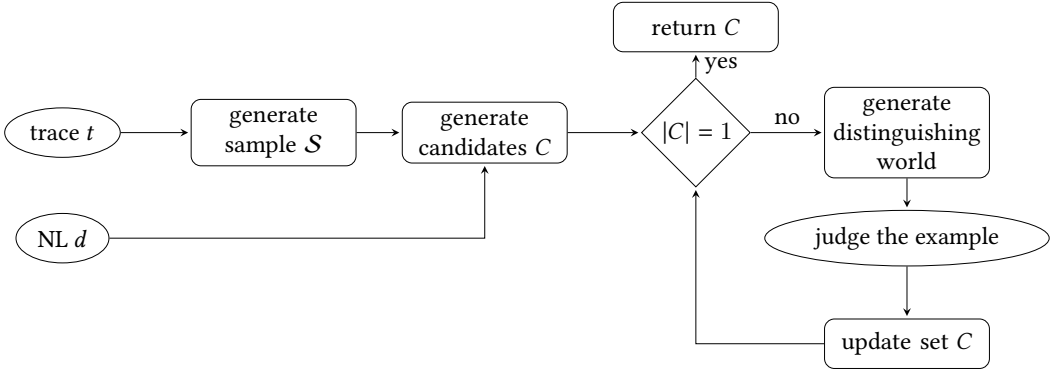 return C
yes
trace t
generate
sample S
generate
candidates C
|C| = 1
no
generate
distinguishing
world
NL d
judge the example
update set C